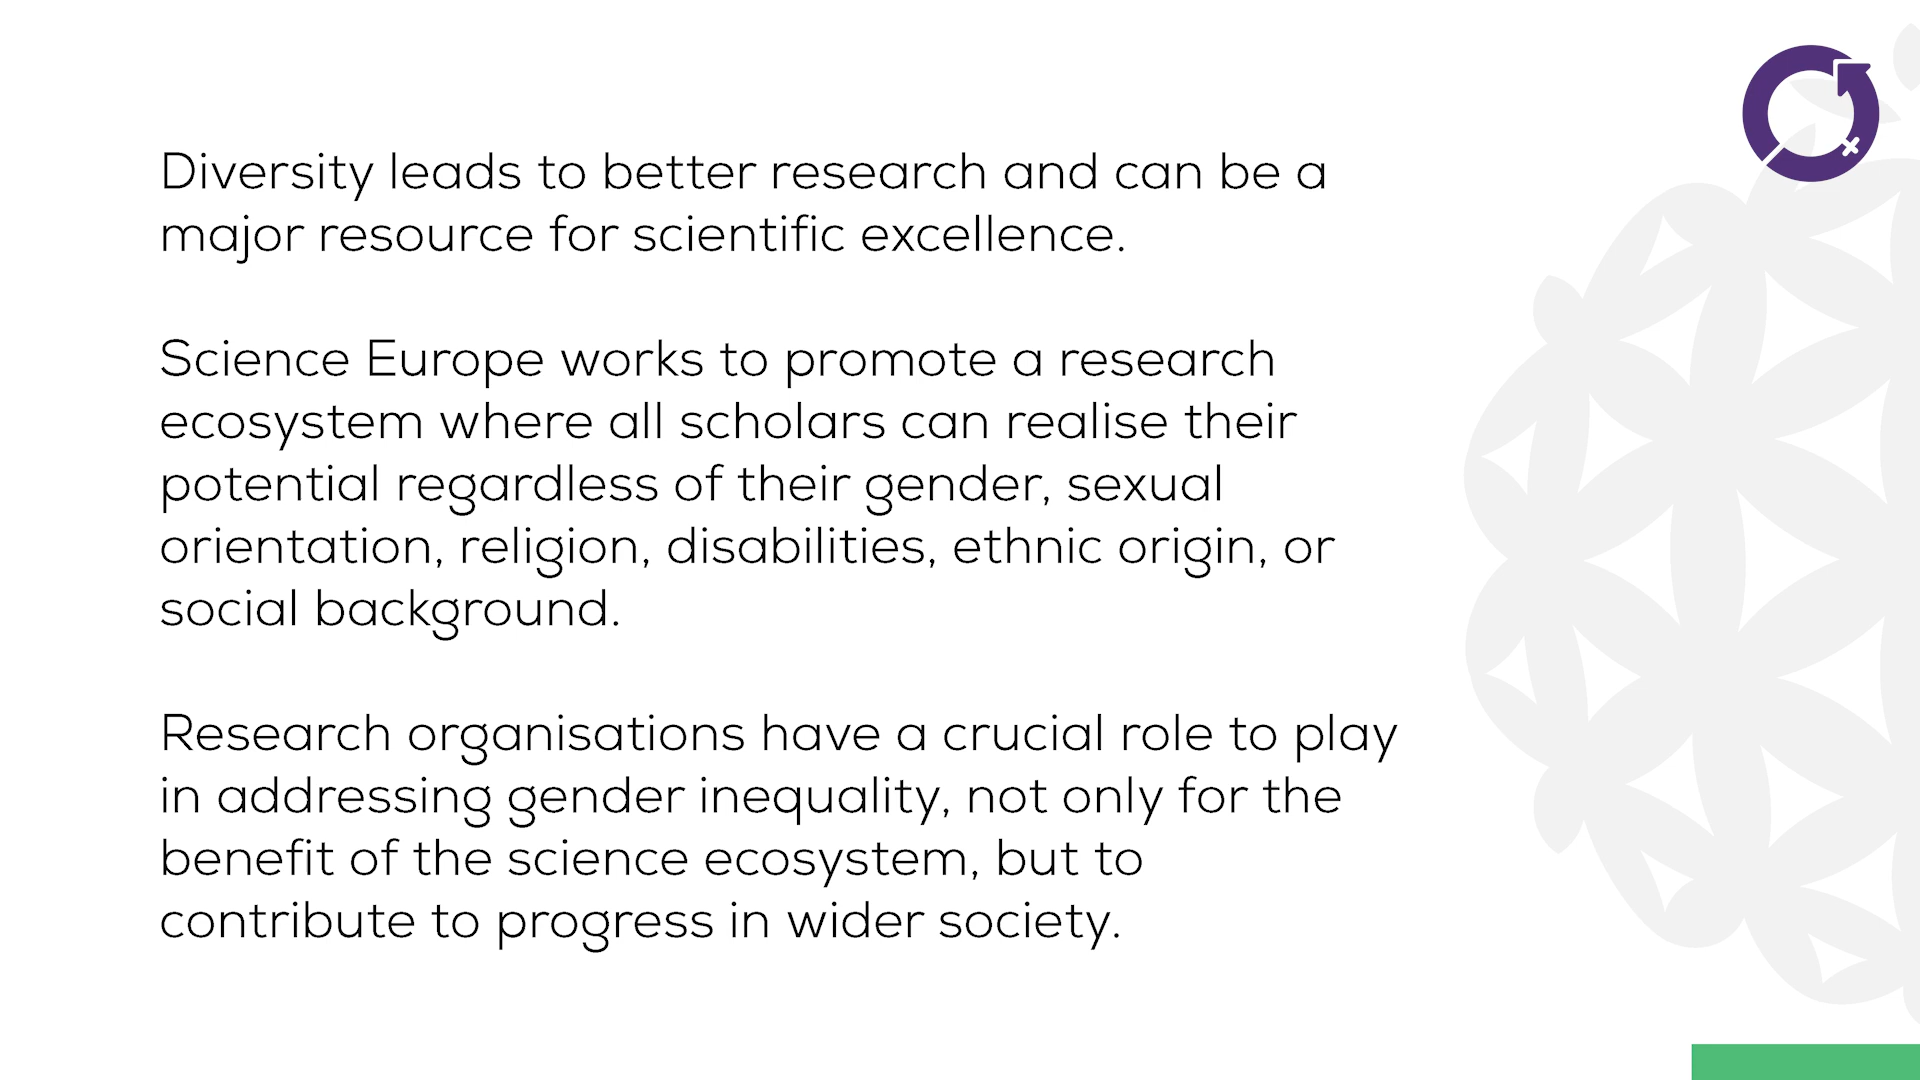 Diversity leads to better research and can be a
major resource for scientific excellence.
Science Europe works to promote a research
ecosystem where all scholars can realise their
potential regardless of their gender, sexual
orientation, religion, disabilities, ethnic origin, or
social background.
Research organisations have a crucial role to play
in addressing gender inequality, not only for the
benefit of the science ecosystem, but to
contribute to progress in wider society.